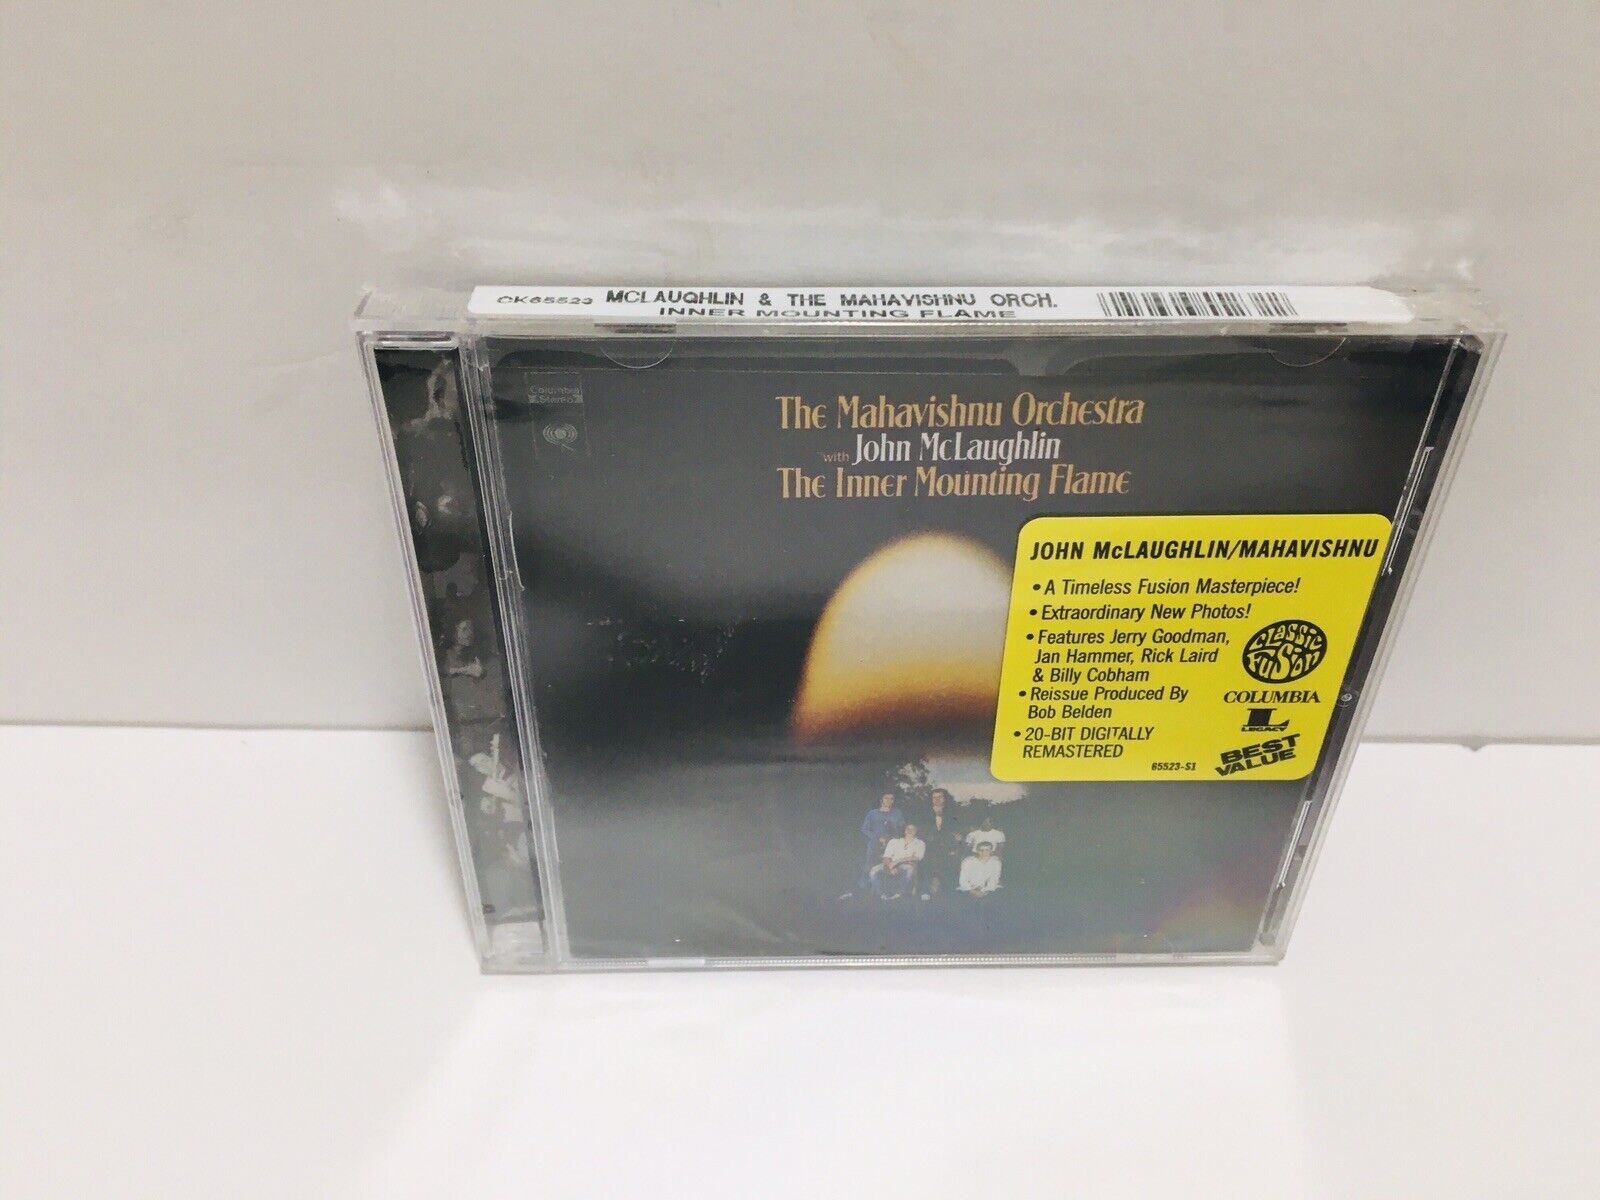 CK65523 MCLAUGHLIN & THE MAHAVISHNU ORCH.
INNER MOUNTING FLAME
Columbia
Stereo
The Mahavishnu Orchestra
with John McLaughlin
The Inner Mounting Flame
JOHN McLAUGHLIN/MAHAVISHNU
• A Timeless Fusion Masterpiece!
• Extraordinary New Photos!
• Features Jerry Goodman,
Jan Hammer, Rick Laird
& Billy Cobham
• Reissue Produced By
Bob Belden
• 20-BIT DIGITALLY
REMASTERED
65523-S1
CLASSIC
FUSION
COLUMBIA
L
LEGACY
BEST
VALUE